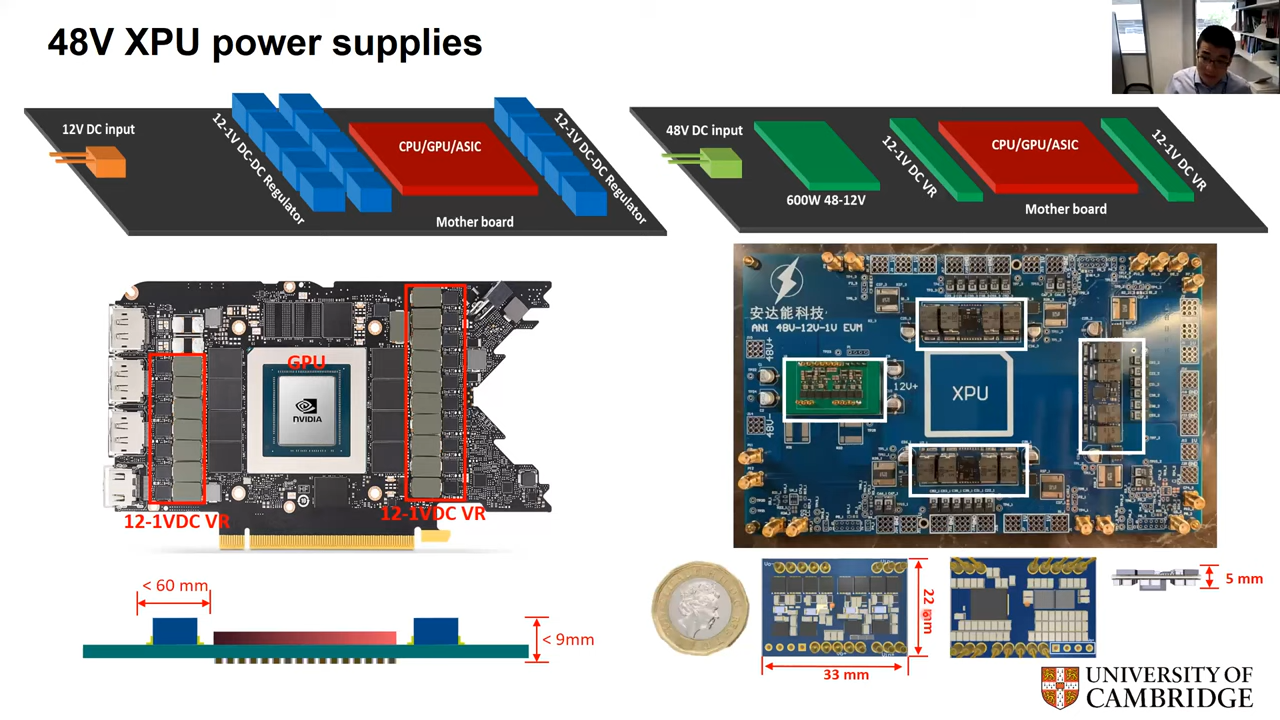 48V XPU power supplies
12V DC input
12-1V DC-DC Regulator
CPU/GPU/ASIC
12-1V DC-DC Regulator
Mother board
48V DC input
600W 48-12V
12-1V DC VR
CPU/GPU/ASIC
12-1V DC VR
Mother board
GPU
NVIDIA
12-1VDC VR
12-1VDC VR
安达能科技
AN1 48V-12V-1V EVM
48V+
48V-
12V+
XPU
< 60 mm
< 9mm
22 mm
33 mm
5 mm
UNIVERSITY OF
CAMBRIDGE